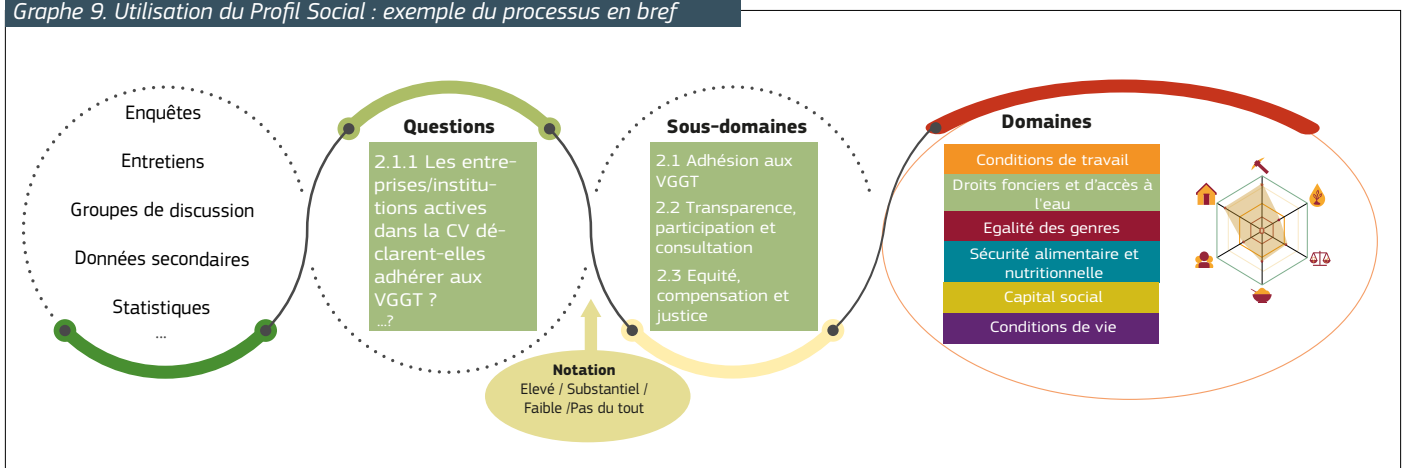 Graphe 9. Utilisation du Profil Social : exemple du processus en bref
Enquêtes
Entretiens
Groupes de discussion
Données secondaires
Statistiques
...
Questions
2.1.1 Les entre-
prises/institu-
tions actives
dans la CV dé-
clarent-elles
adhérer aux
VGGT ?
...?
Notation
Elevé / Substantiel /
Faible /Pas du tout
Sous-domaines
2.1 Adhésion aux
VGGT
2.2 Transparence,
participation et
consultation
2.3 Equité,
compensation et
justice
Domaines
Conditions de travail
Droits fonciers et d'accès à
l'eau
Egalité des genres
Sécurité alimentaire et
nutritionnelle
Capital social
Conditions de vie